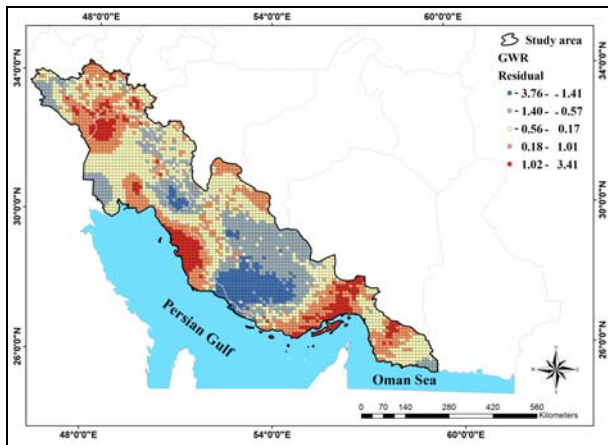 48°0'0"E 54°0'0"E 60°0'0"E
34°0'0"N
34°0'0"N
30°0'0"N
30°0'0"N
26°0'0"N
26°0'0"N
Study area
GWR
Residual
- 3.76 - - 1.41
- 1.40 - - 0.57
- 0.56 - 0.17
0.18 - 1.01
1.02 - 3.41
Persian Gulf
Oman Sea
0 70 140 280 420 560
Kilometers
48°0'0"E 54°0'0"E 60°0'0"E